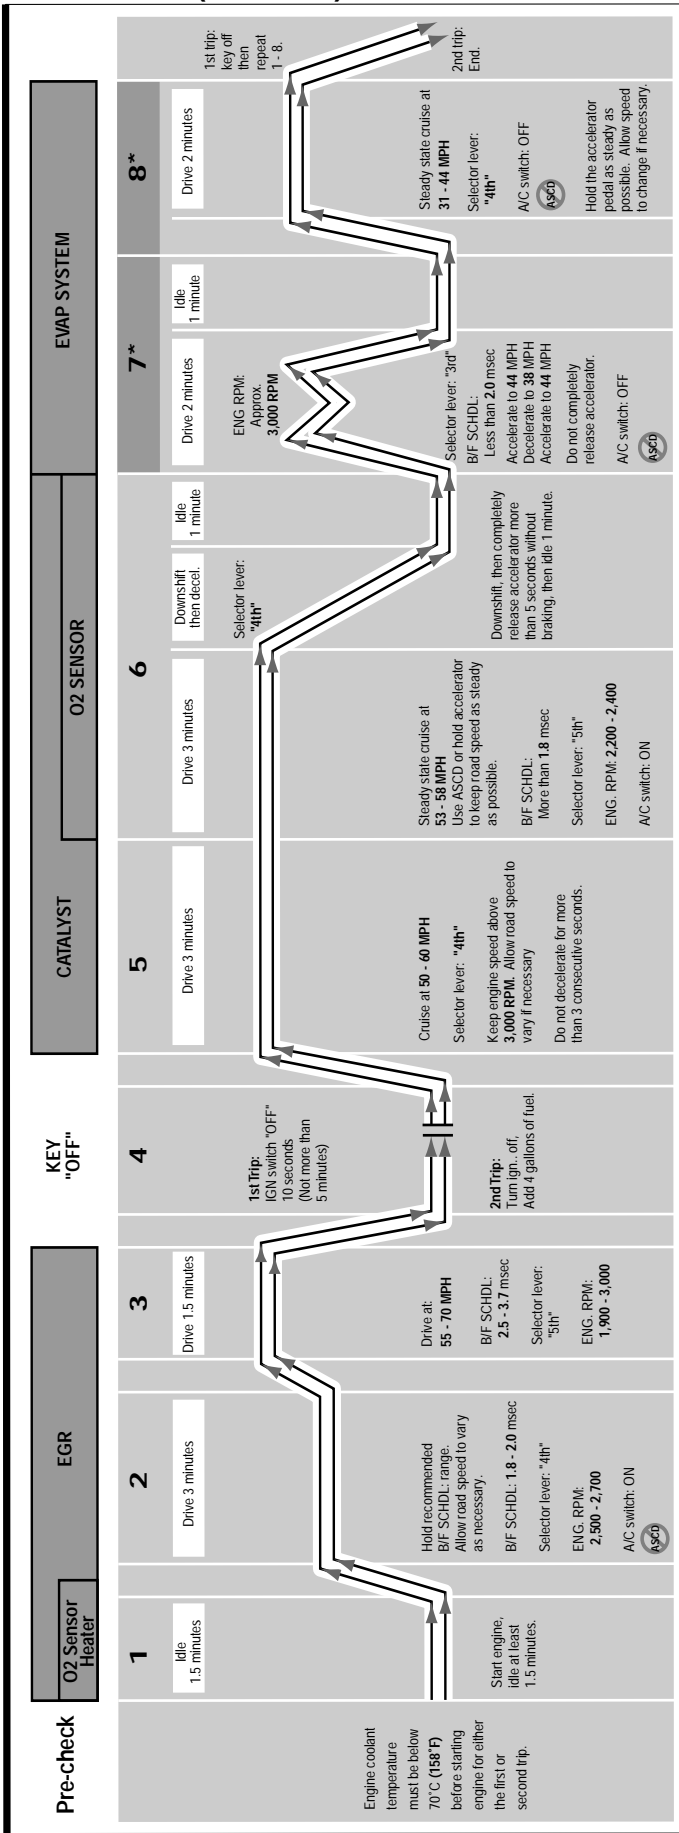 Pre-check
EGR
O2 Sensor
Heater
KEY
"OFF"
CATALYST
O2 SENSOR
EVAP SYSTEM
Engine coolant
temperature
must be below
70˚C (158˚F)
before starting
engine for either
the first or
second trip.
1
Idle
1.5 minutes
Start engine,
idle at least
1.5 minutes.
2
Drive 3 minutes
Hold recommended
B/F SCHDL: range.
Allow road speed to vary
as necessary.
B/F SCHDL: 1.8 - 2.0 msec
Selector lever: "4th"
ENG. RPM:
2,500 - 2,700
A/C switch: ON
ASCD
3
Drive 1.5 minutes
Drive at:
55 - 70 MPH
B/F SCHDL:
2.5 - 3.7 msec
Selector lever:
"5th"
ENG. RPM:
1,900 - 3,000
4
1st Trip:
IGN switch "OFF"
10 seconds
(Not more than
5 minutes)
2nd Trip:
Turn ign.. off,
Add 4 gallons of fuel.
5
Drive 3 minutes
Cruise at 50 - 60 MPH
Selector lever: "4th"
Keep engine speed above
3,000 RPM. Allow road speed to
vary if necessary
Do not decelerate for more
than 3 consecutive seconds.
6
Drive 3 minutes
Steady state cruise at
53 - 58 MPH
Use ASCD or hold accelerator
to keep road speed as steady
as possible.
B/F SCHDL:
More than 1.8 msec
Selector lever: "5th"
ENG. RPM: 2,200 - 2,400
A/C switch: ON
Downshift
then decel.
Selector lever:
"4th"
Idle
1 minute
Downshift, then completely
release accelerator more
than 5 seconds without
braking, then idle 1 minute.
7*
Drive 2 minutes
ENG RPM:
Approx.
3,000 RPM
Selector lever: "3rd"
B/F SCHDL:
Less than 2.0 msec
Accelerate to 44 MPH
Decelerate to 38 MPH
Accelerate to 44 MPH
Do not completely
release accelerator.
A/C switch: OFF
ASCD
Idle
1 minute
8*
Drive 2 minutes
Steady state cruise at
31 - 44 MPH
Selector lever:
"4th"
A/C switch: OFF
ASCD
Hold the accelerator
pedal as steady as
possible. Allow speed
to change if necessary.
1st trip:
key off
then
repeat
1 - 8.
2nd trip:
End.